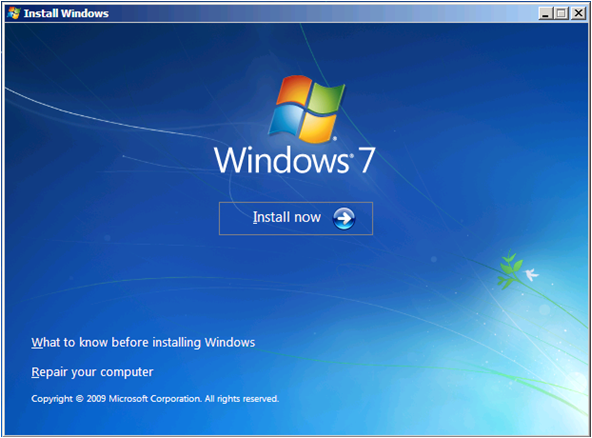 Install Windows
Windows® 7
Install now
What to know before installing Windows
Repair your computer
Copyright © 2009 Microsoft Corporation. All rights reserved.